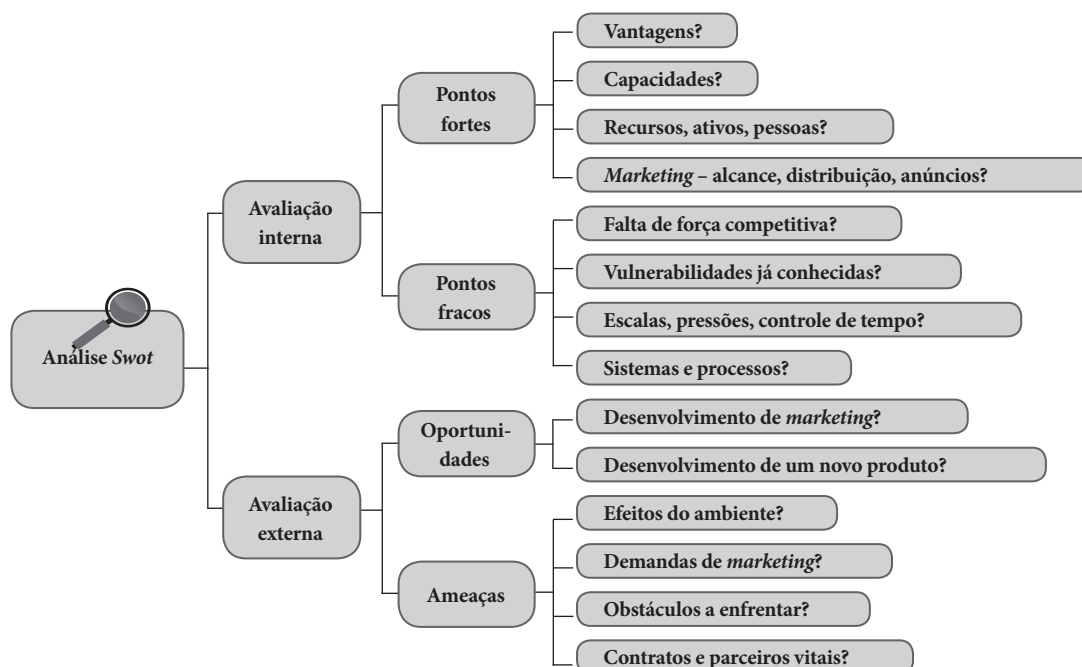 Análise Swot
Avaliação
interna
Pontos
fortes
Vantagens?
Capacidades?
Recursos, ativos, pessoas?
Marketing – alcance, distribuição, anúncios?
Pontos
fracos
Falta de força competitiva?
Vulnerabilidades já conhecidas?
Escalas, pressões, controle de tempo?
Sistemas e processos?
Avaliação
externa
Oportuni-
dades
Desenvolvimento de marketing?
Desenvolvimento de um novo produto?
Ameaças
Efeitos do ambiente?
Demandas de marketing?
Obstáculos a enfrentar?
Contratos e parceiros vitais?